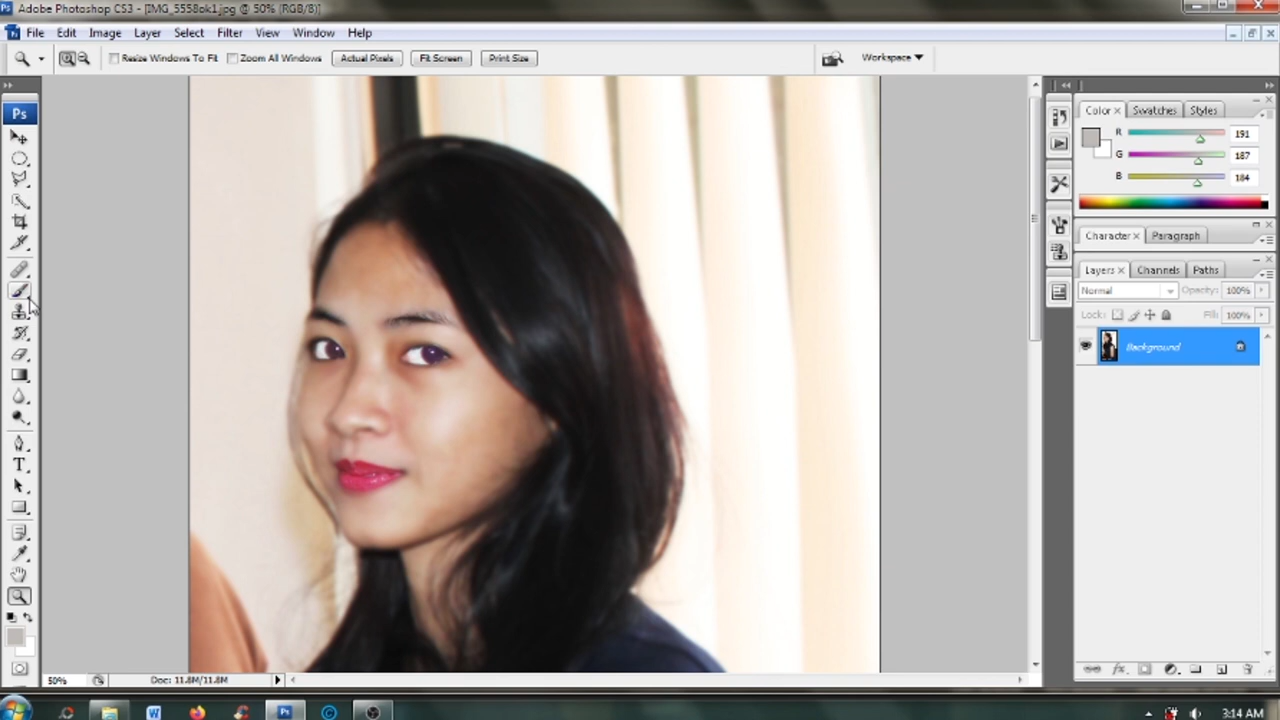 Ps Adobe Photoshop CS3 - [IMG_5558ok1.jpg @ 50% (RGB/8)]
File Edit Image Layer Select Filter View Window Help
Resize Windows To Fit Zoom All Windows Actual Pixels Fit Screen Print Size Workspace
Ps
Color Swatches Styles
R 191
G 187
B 184
Character Paragraph
Layers Channels Paths
Normal Opacity: 100%
Lock: Fill: 100%
Background
T
50% Doc: 11.8M/11.8M
W Ps 3:14 AM